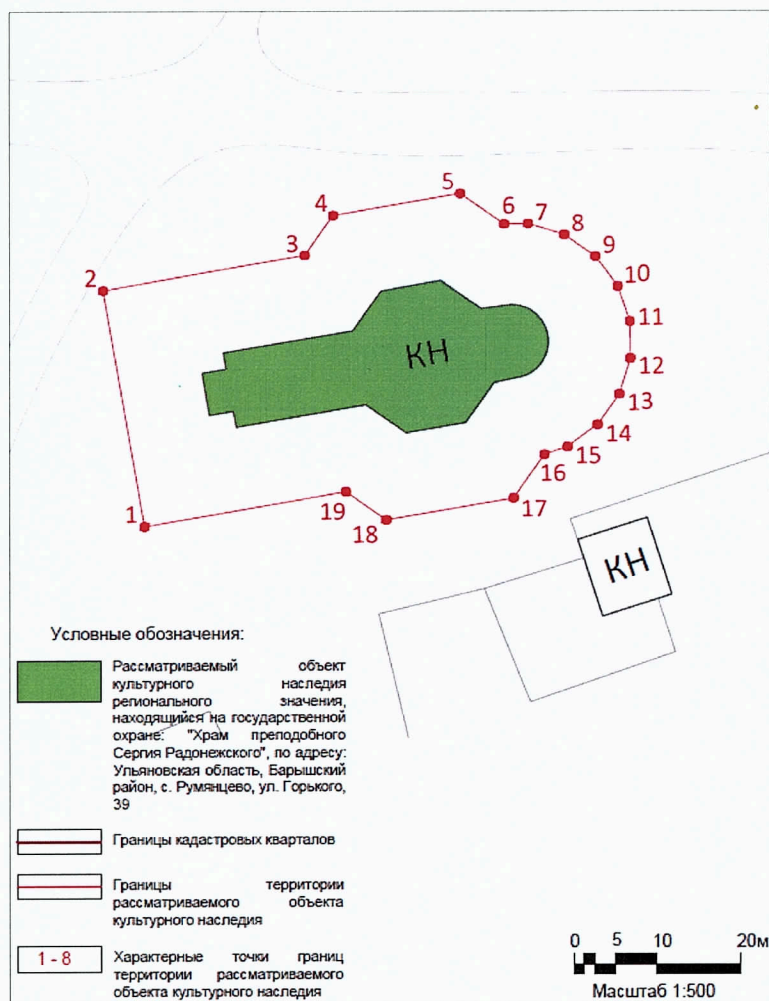 5
4
6 7
8
3
9
2
10
11
КН
12
13
14
15
16
1
19
17
18
КН
Условные обозначения:
Рассматриваемый объект
культурного наследия
регионального значения,
находящийся на государственной
охране: "Храм преподобного
Сергия Радонежского", по адресу:
Ульяновская область, Барышский
район, с. Румянцево, ул. Горького,
39
Границы кадастровых кварталов
Границы территории
рассматриваемого объекта
культурного наследия
1 - 8
Характерные точки границ
территории рассматриваемого
объекта культурного наследия
0 5 10 20м
Масштаб 1:500